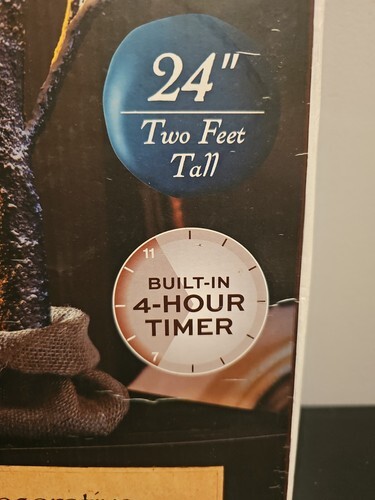 24"
Two Feet
Tall
11
BUILT-IN
4-HOUR
TIMER
7